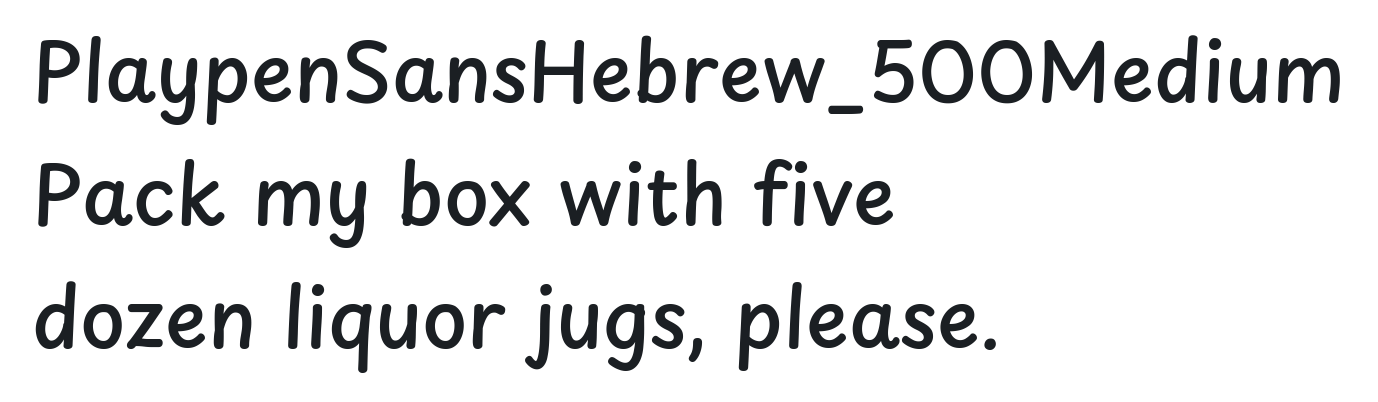 PlaypenSansHebrew_500Medium
Pack my box with five
dozen liquor jugs, please.